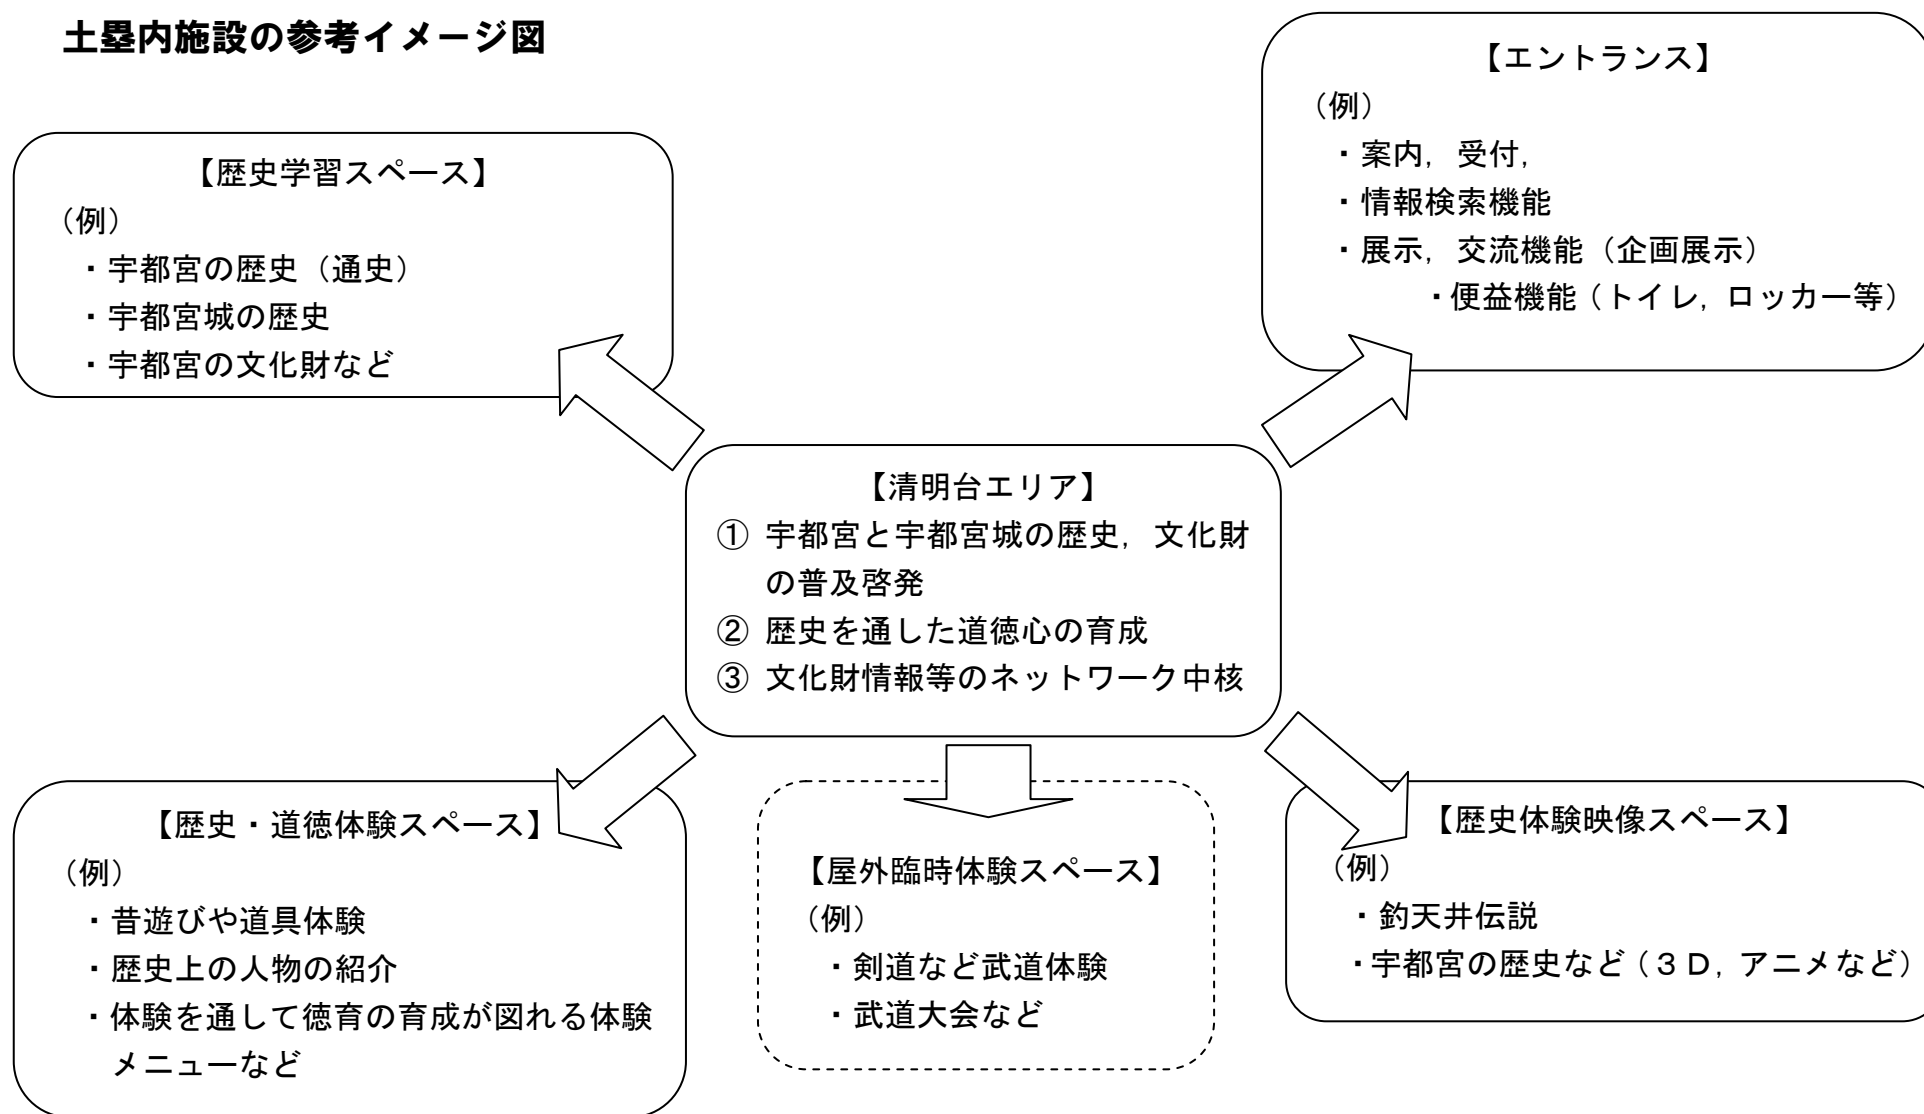 土塁内施設の参考イメージ図
【エントランス】
（例）
・案内，受付，
・情報検索機能
・展示，交流機能（企画展示）
・便益機能（トイレ，ロッカー等）
【歴史学習スペース】
（例）
・宇都宮の歴史（通史）
・宇都宮城の歴史
・宇都宮の文化財など
【清明台エリア】
① 宇都宮と宇都宮城の歴史，文化財
の普及啓発
② 歴史を通した道徳心の育成
③ 文化財情報等のネットワーク中核
【歴史・道徳体験スペース】
（例）
・昔遊びや道具体験
・歴史上の人物の紹介
・体験を通して徳育の育成が図れる体験
メニューなど
【屋外臨時体験スペース】
（例）
・剣道など武道体験
・武道大会など
【歴史体験映像スペース】
（例）
・釣天井伝説
・宇都宮の歴史など（３Ｄ，アニメなど）